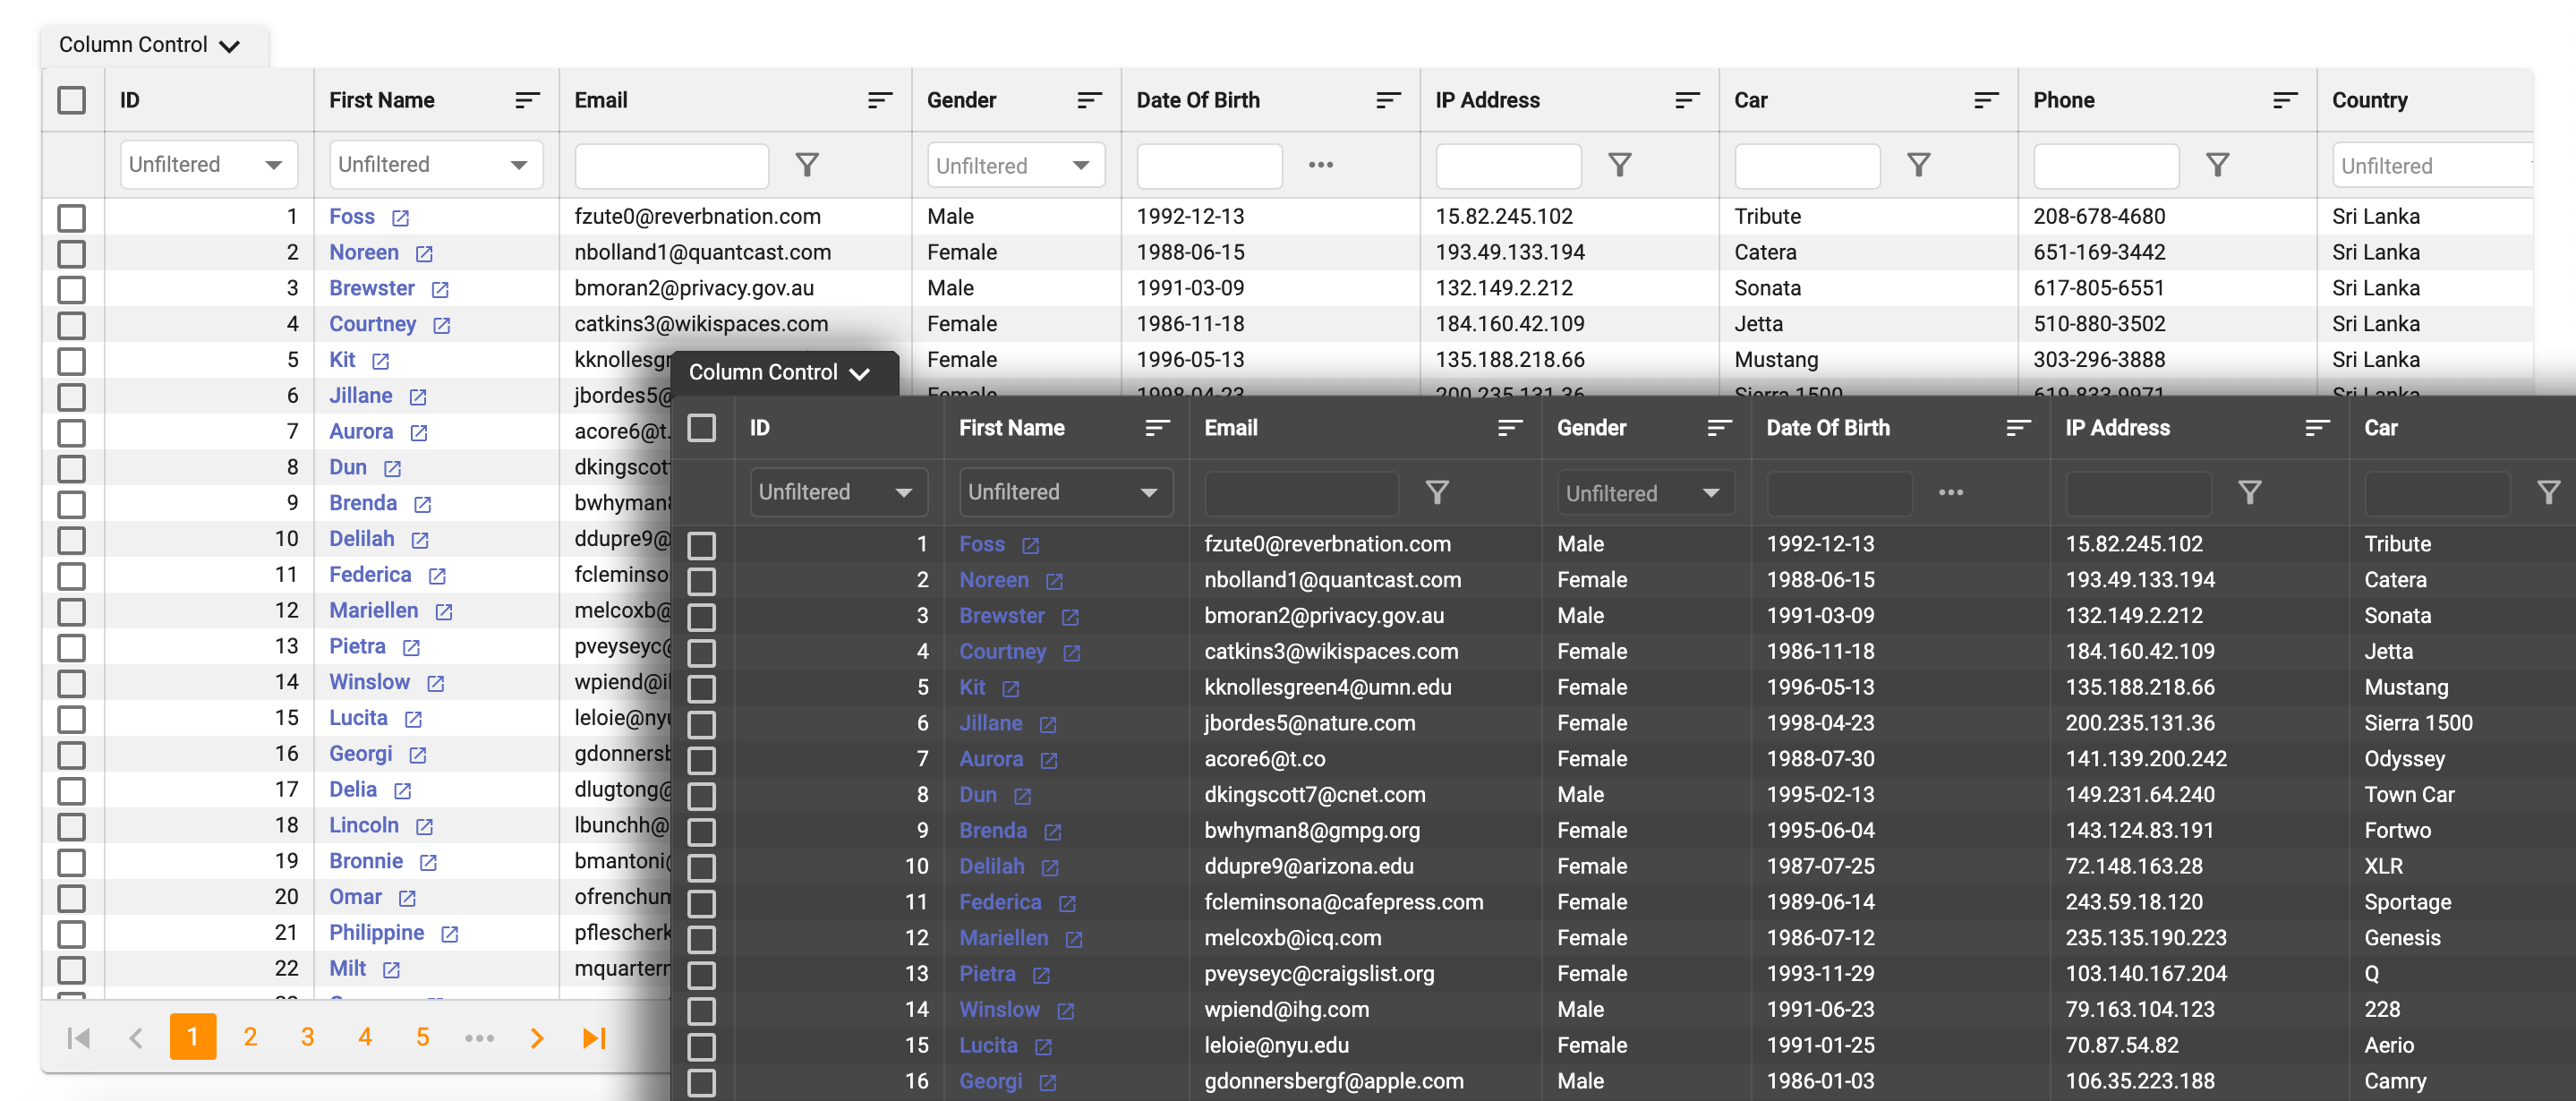 Column Control
ID First Name Email Gender Date Of Birth IP Address Car Phone Country
Unfiltered Unfiltered Unfiltered Unfiltered
1 Foss fzute0@reverbnation.com Male 1992-12-13 15.82.245.102 Tribute 208-678-4680 Sri Lanka
2 Noreen nbolland1@quantcast.com Female 1988-06-15 193.49.133.194 Catera 651-169-3442 Sri Lanka
3 Brewster bmoran2@privacy.gov.au Male 1991-03-09 132.149.2.212 Sonata 617-805-6551 Sri Lanka
4 Courtney catkins3@wikispaces.com Female 1986-11-18 184.160.42.109 Jetta 510-880-3502 Sri Lanka
5 Kit kknollesgr Female 1996-05-13 135.188.218.66 Mustang 303-296-3888 Sri Lanka
6 Jillane jbordes5@ Female 1998-04-23 200.235.131.36 Sierra 1500 619-833-9971 Sri Lanka
7 Aurora acore6@t.
8 Dun dkingscott
9 Brenda bwhyman
10 Delilah ddupre9@
11 Federica fcleminso
12 Mariellen melcoxb@
13 Pietra pveyseyc@
14 Winslow wpiend@i
15 Lucita leloie@ny
16 Georgi gdonnersb
17 Delia dlugtong@
18 Lincoln lbunchh@
19 Bronnie bmantoni
20 Omar ofrenchum
21 Philippine pflescherk
22 Milt mquarter
1 2 3 4 5
Column Control
ID First Name Email Gender Date Of Birth IP Address Car
Unfiltered Unfiltered Unfiltered
1 Foss fzute0@reverbnation.com Male 1992-12-13 15.82.245.102 Tribute
2 Noreen nbolland1@quantcast.com Female 1988-06-15 193.49.133.194 Catera
3 Brewster bmoran2@privacy.gov.au Male 1991-03-09 132.149.2.212 Sonata
4 Courtney catkins3@wikispaces.com Female 1986-11-18 184.160.42.109 Jetta
5 Kit kknollesgreen4@umn.edu Female 1996-05-13 135.188.218.66 Mustang
6 Jillane jbordes5@nature.com Female 1998-04-23 200.235.131.36 Sierra 1500
7 Aurora acore6@t.co Female 1988-07-30 141.139.200.242 Odyssey
8 Dun dkingscott7@cnet.com Male 1995-02-13 149.231.64.240 Town Car
9 Brenda bwhyman8@gmpg.org Female 1995-06-04 143.124.83.191 Fortwo
10 Delilah ddupre9@arizona.edu Female 1987-07-25 72.148.163.28 XLR
11 Federica fcleminsona@cafepress.com Female 1989-06-14 243.59.18.120 Sportage
12 Mariellen melcoxb@icq.com Female 1986-07-12 235.135.190.223 Genesis
13 Pietra pveyseyc@craigslist.org Female 1993-11-29 103.140.167.204 Q
14 Winslow wpiend@ihg.com Male 1991-06-23 79.163.104.123 228
15 Lucita leloie@nyu.edu Female 1991-01-25 70.87.54.82 Aerio
16 Georgi gdonnersbergf@apple.com Male 1986-01-03 106.35.223.188 Camry